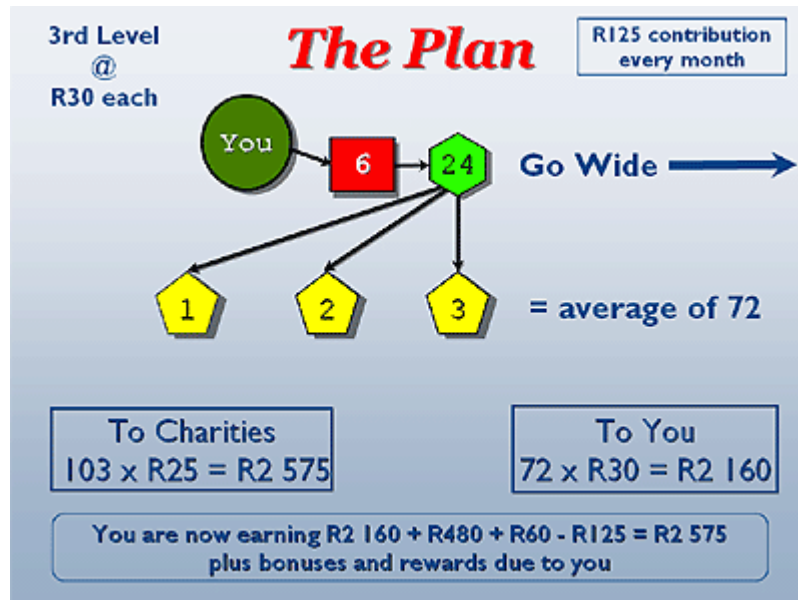 3rd Level
@
R30 each
The Plan
R125 contribution
every month
You
6
24
Go Wide
1
2
3
= average of 72
To Charities
103 x R25 = R2 575
To You
72 x R30 = R2 160
You are now earning R2 160 + R480 + R60 - R125 = R2 575
plus bonuses and rewards due to you